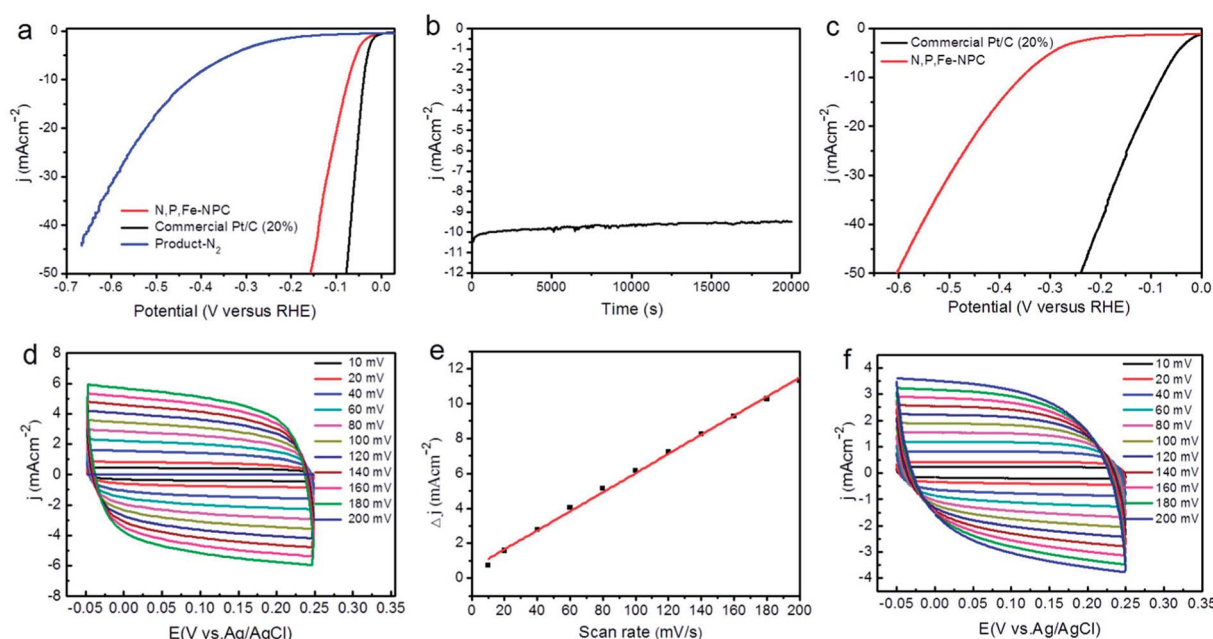 a
0
-10
-20
-30
-40
-50
j (mAcm⁻²)
N,P,Fe-NPC
Commercial Pt/C (20%)
Product-N₂
-0.7 -0.6 -0.5 -0.4 -0.3 -0.2 -0.1 0.0
Potential (V versus RHE)
b
0
-1
-2
-3
-4
-5
-6
-7
-8
-9
-10
-11
-12
j (mAcm⁻²)
0 5000 10000 15000 20000
Time (s)
c
0
-10
-20
-30
-40
-50
j (mAcm⁻²)
Commercial Pt/C (20%)
N,P,Fe-NPC
-0.6 -0.5 -0.4 -0.3 -0.2 -0.1 0.0
Potential (V versus RHE)
d
8
6
4
2
0
-2
-4
-6
j (mAcm⁻²)
10 mV
20 mV
40 mV
60 mV
80 mV
100 mV
120 mV
140 mV
160 mV
180 mV
200 mV
-0.05 0.00 0.05 0.10 0.15 0.20 0.25 0.30 0.35
E(V vs.Ag/AgCl)
e
12
10
8
6
4
2
0
△j (mAcm⁻²)
20 40 60 80 100 120 140 160 180 200
Scan rate (mV/s)
f
4
3
2
1
0
-1
-2
-3
-4
j (mAcm⁻²)
10 mV
20 mV
40 mV
60 mV
80 mV
100 mV
120 mV
140 mV
160 mV
180 mV
200 mV
-0.05 0.00 0.05 0.10 0.15 0.20 0.25 0.30 0.35
E(V vs.Ag/AgCl)